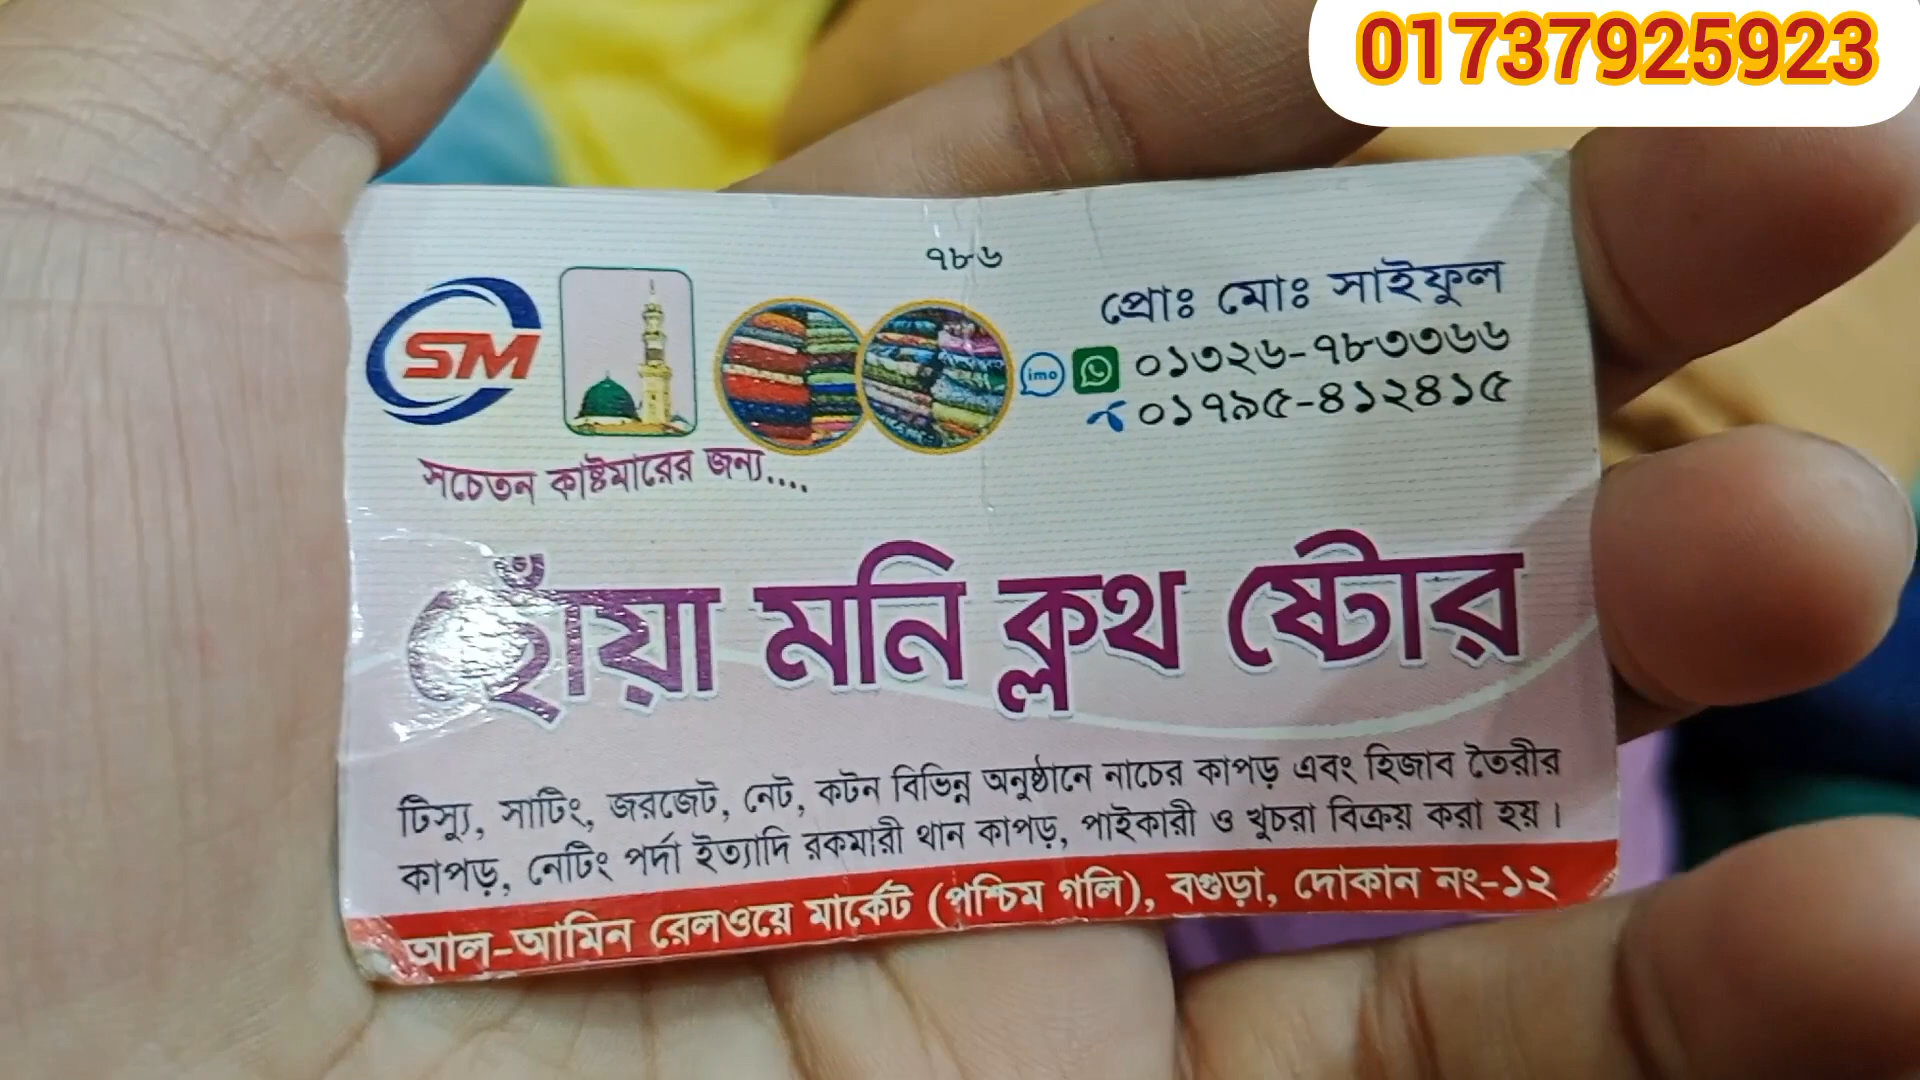 01737925923
৭৮৬
SM
প্রোঃ মোঃ সাইফুল
imo ০১৩২৬-৭৮৩৩৬৬
০১৭৯৫-৪১২৪১৫
সচেতন কাষ্টমারের জন্য....
ছোঁয়া মনি ক্লথ ষ্টোর
টিস্যু, সাটিং, জরজেট, নেট, কটন বিভিন্ন অনুষ্ঠানে নাচের কাপড় এবং হিজাব তৈরীর
কাপড়, নেটিং পর্দা ইত্যাদি রকমারী থান কাপড়, পাইকারী ও খুচরা বিক্রয় করা হয়।
আল-আমিন রেলওয়ে মার্কেট (পশ্চিম গলি), বগুড়া, দোকান নং-১২